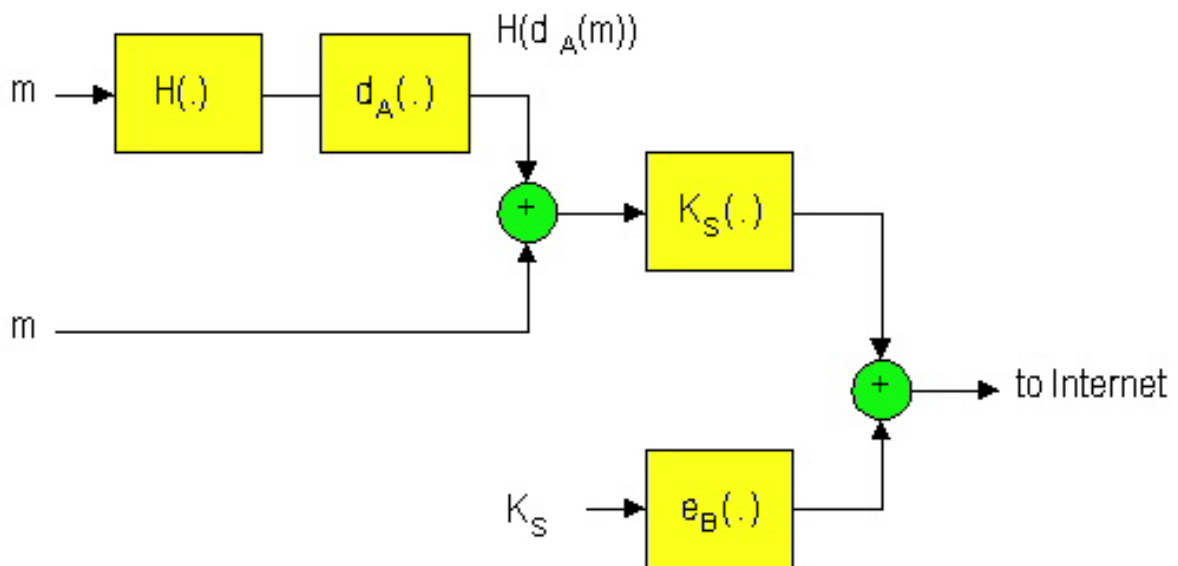 H(d A(m))
m
H(.)
dA(.)
+
KS(.)
m
+
to Internet
KS
eB(.)